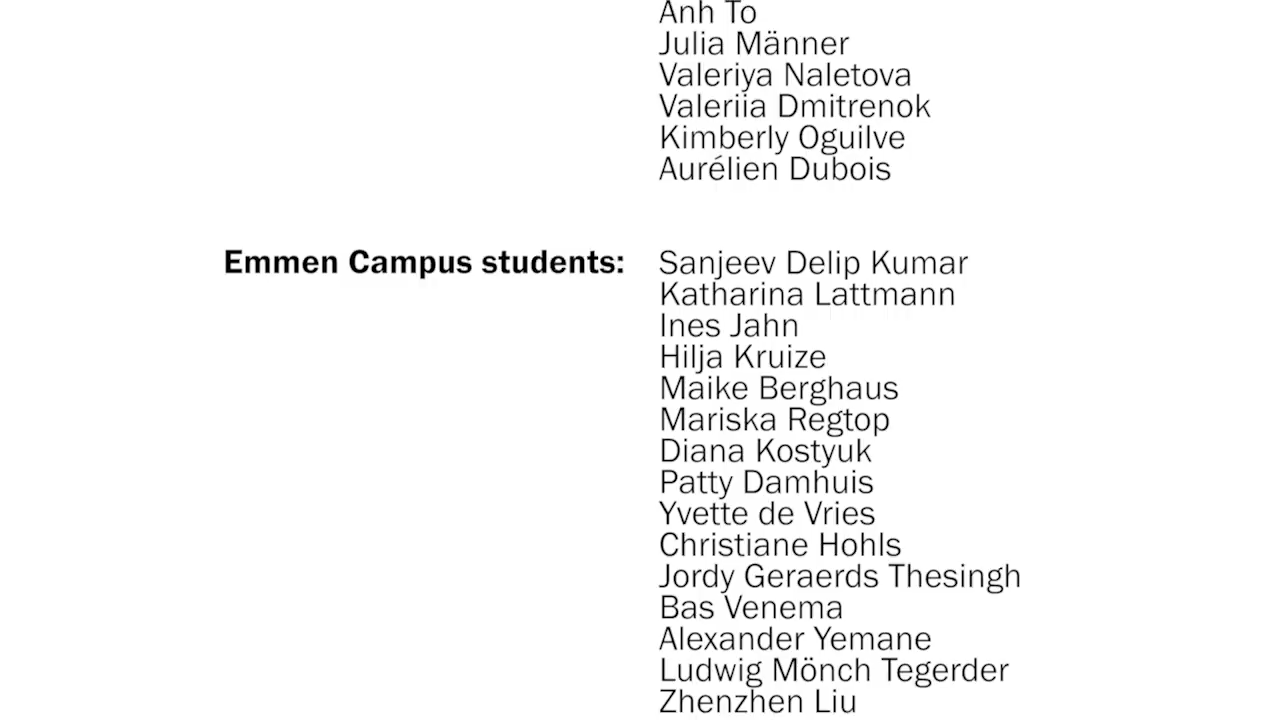 Anh To
Julia Männer
Valeriya Naletova
Valeriia Dmitrenok
Kimberly Oguilve
Aurélien Dubois
Emmen Campus students: Sanjeev Delip Kumar
Katharina Lattmann
Ines Jahn
Hilja Kruize
Maike Berghaus
Mariska Regtop
Diana Kostyuk
Patty Damhuis
Yvette de Vries
Christiane Hohls
Jordy Geraerds Thesingh
Bas Venema
Alexander Yemane
Ludwig Mönch Tegerder
Zhenzhen Liu